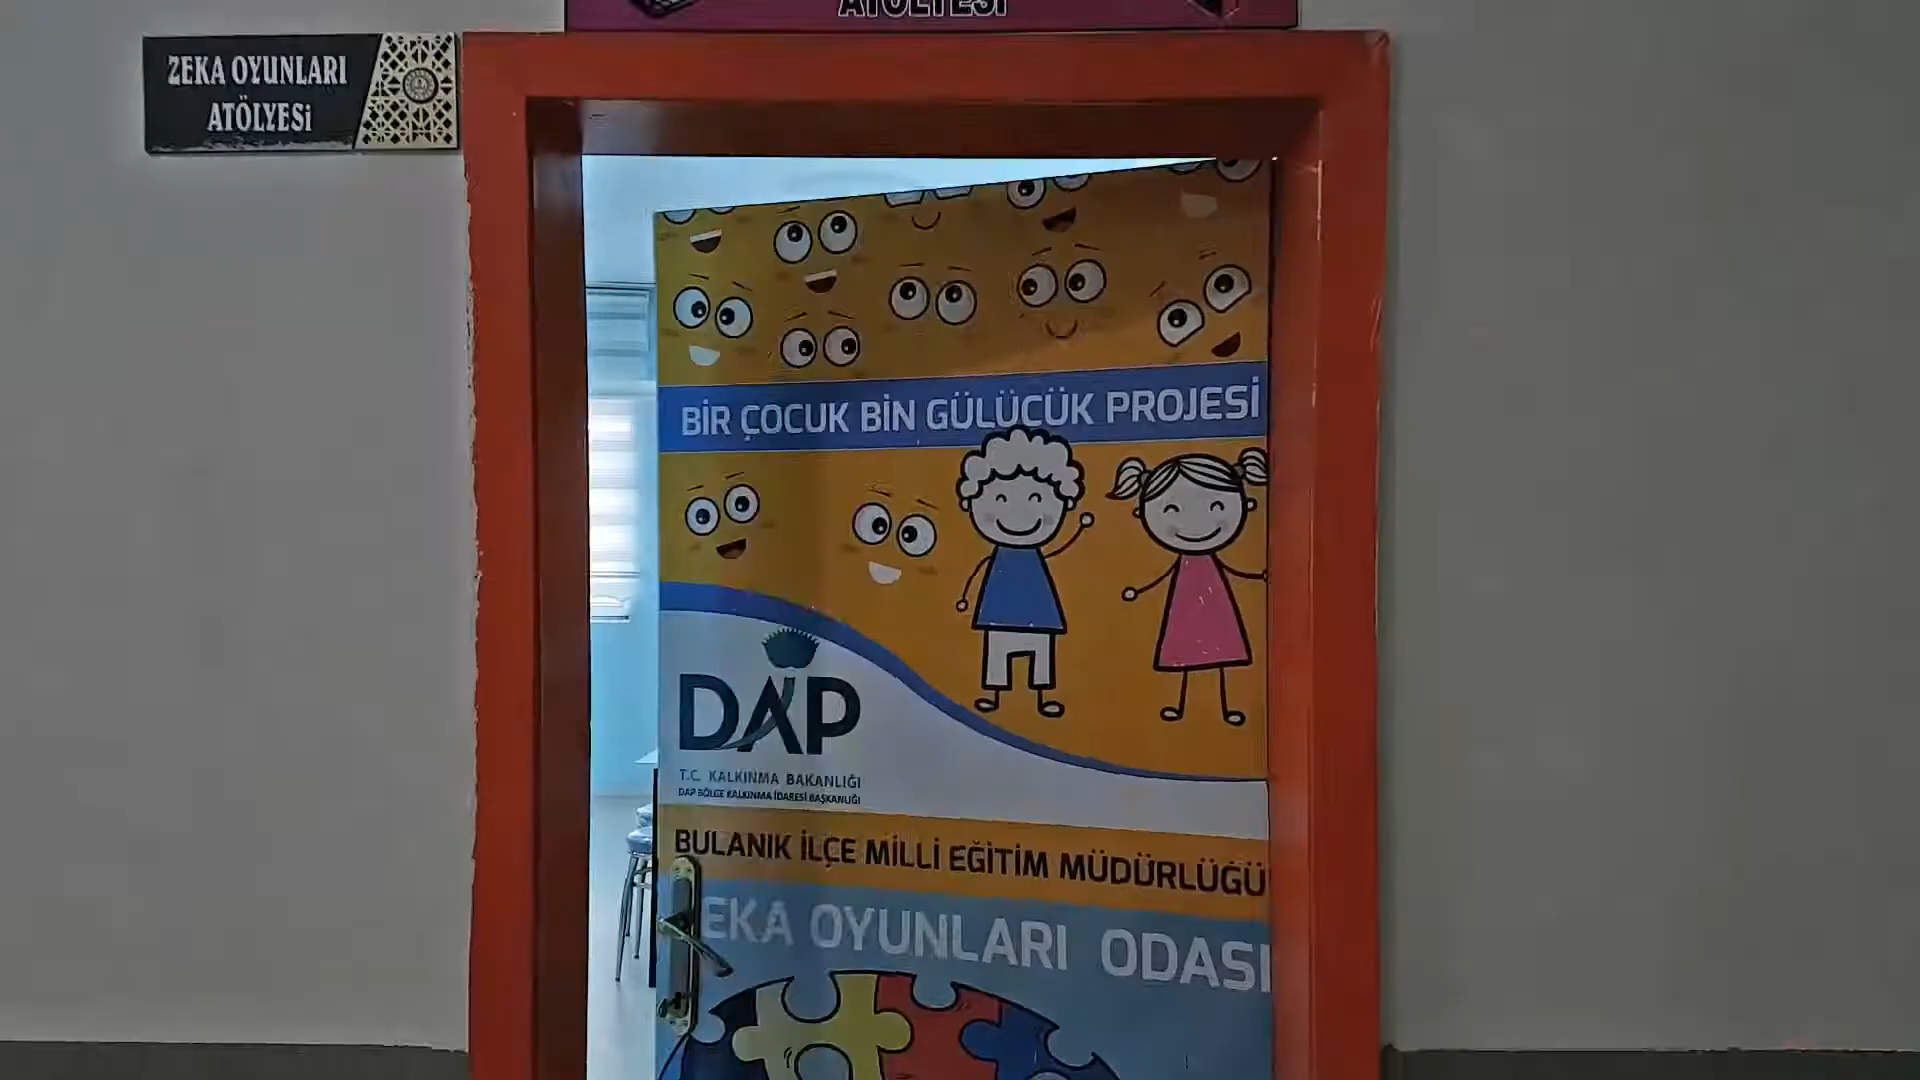 ATÖLYESİ
ZEKA OYUNLARI
ATÖLYESİ
BİR ÇOCUK BİN GÜLÜCÜK PROJESİ
DAP
T.C. KALKINMA BAKANLIĞI
DAP BÖLGE KALKINMA İDARESİ BAŞKANLIĞI
BULANIK İLÇE MİLLİ EĞİTİM MÜDÜRLÜĞÜ
ZEKA OYUNLARI ODASI